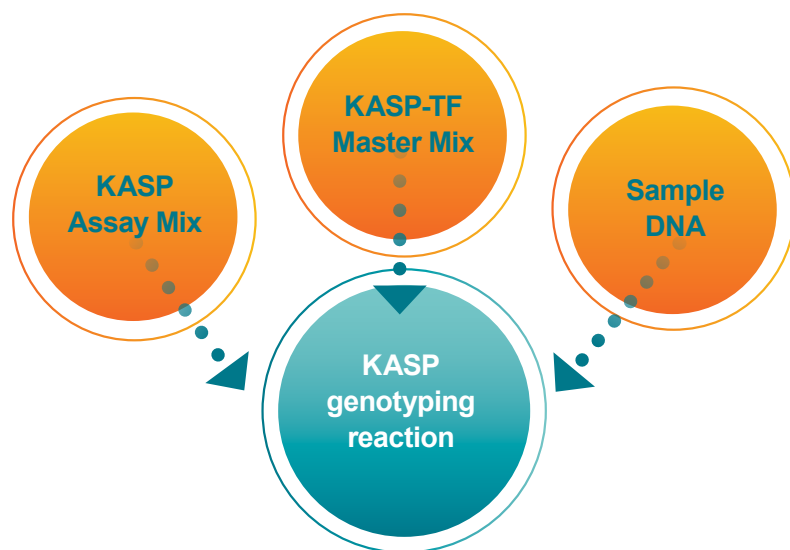 KASP
Assay Mix
KASP-TF
Master Mix
Sample
DNA
KASP
genotyping
reaction